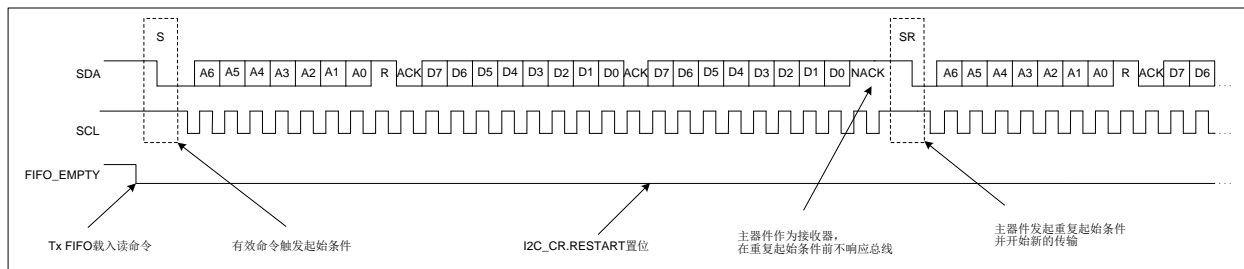 S
SR
SDA A6 A5 A4 A3 A2 A1 A0 R ACK D7 D6 D5 D4 D3 D2 D1 D0 ACK D7 D6 D5 D4 D3 D2 D1 D0 NACK A6 A5 A4 A3 A2 A1 A0 R ACK D7 D6
SCL
FIFO_EMPTY
Tx FIFO载入读命令
有效命令触发起始条件
I2C_CR.RESTART置位
主器件作为接收器，
在重复起始条件前不响应总线
主器件发起重复起始条件
并开始新的传输